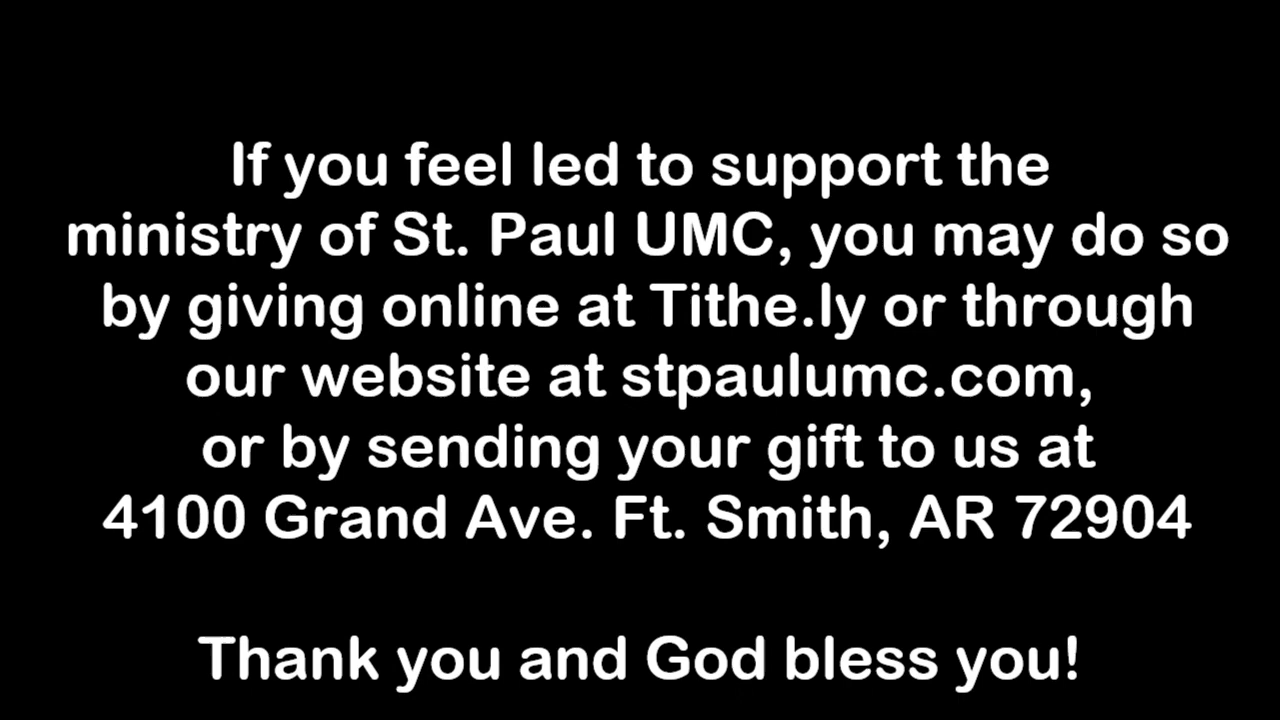 If you feel led to support the
ministry of St. Paul UMC, you may do so
by giving online at Tithe.ly or through
our website at stpaulumc.com,
or by sending your gift to us at
4100 Grand Ave. Ft. Smith, AR 72904
Thank you and God bless you!